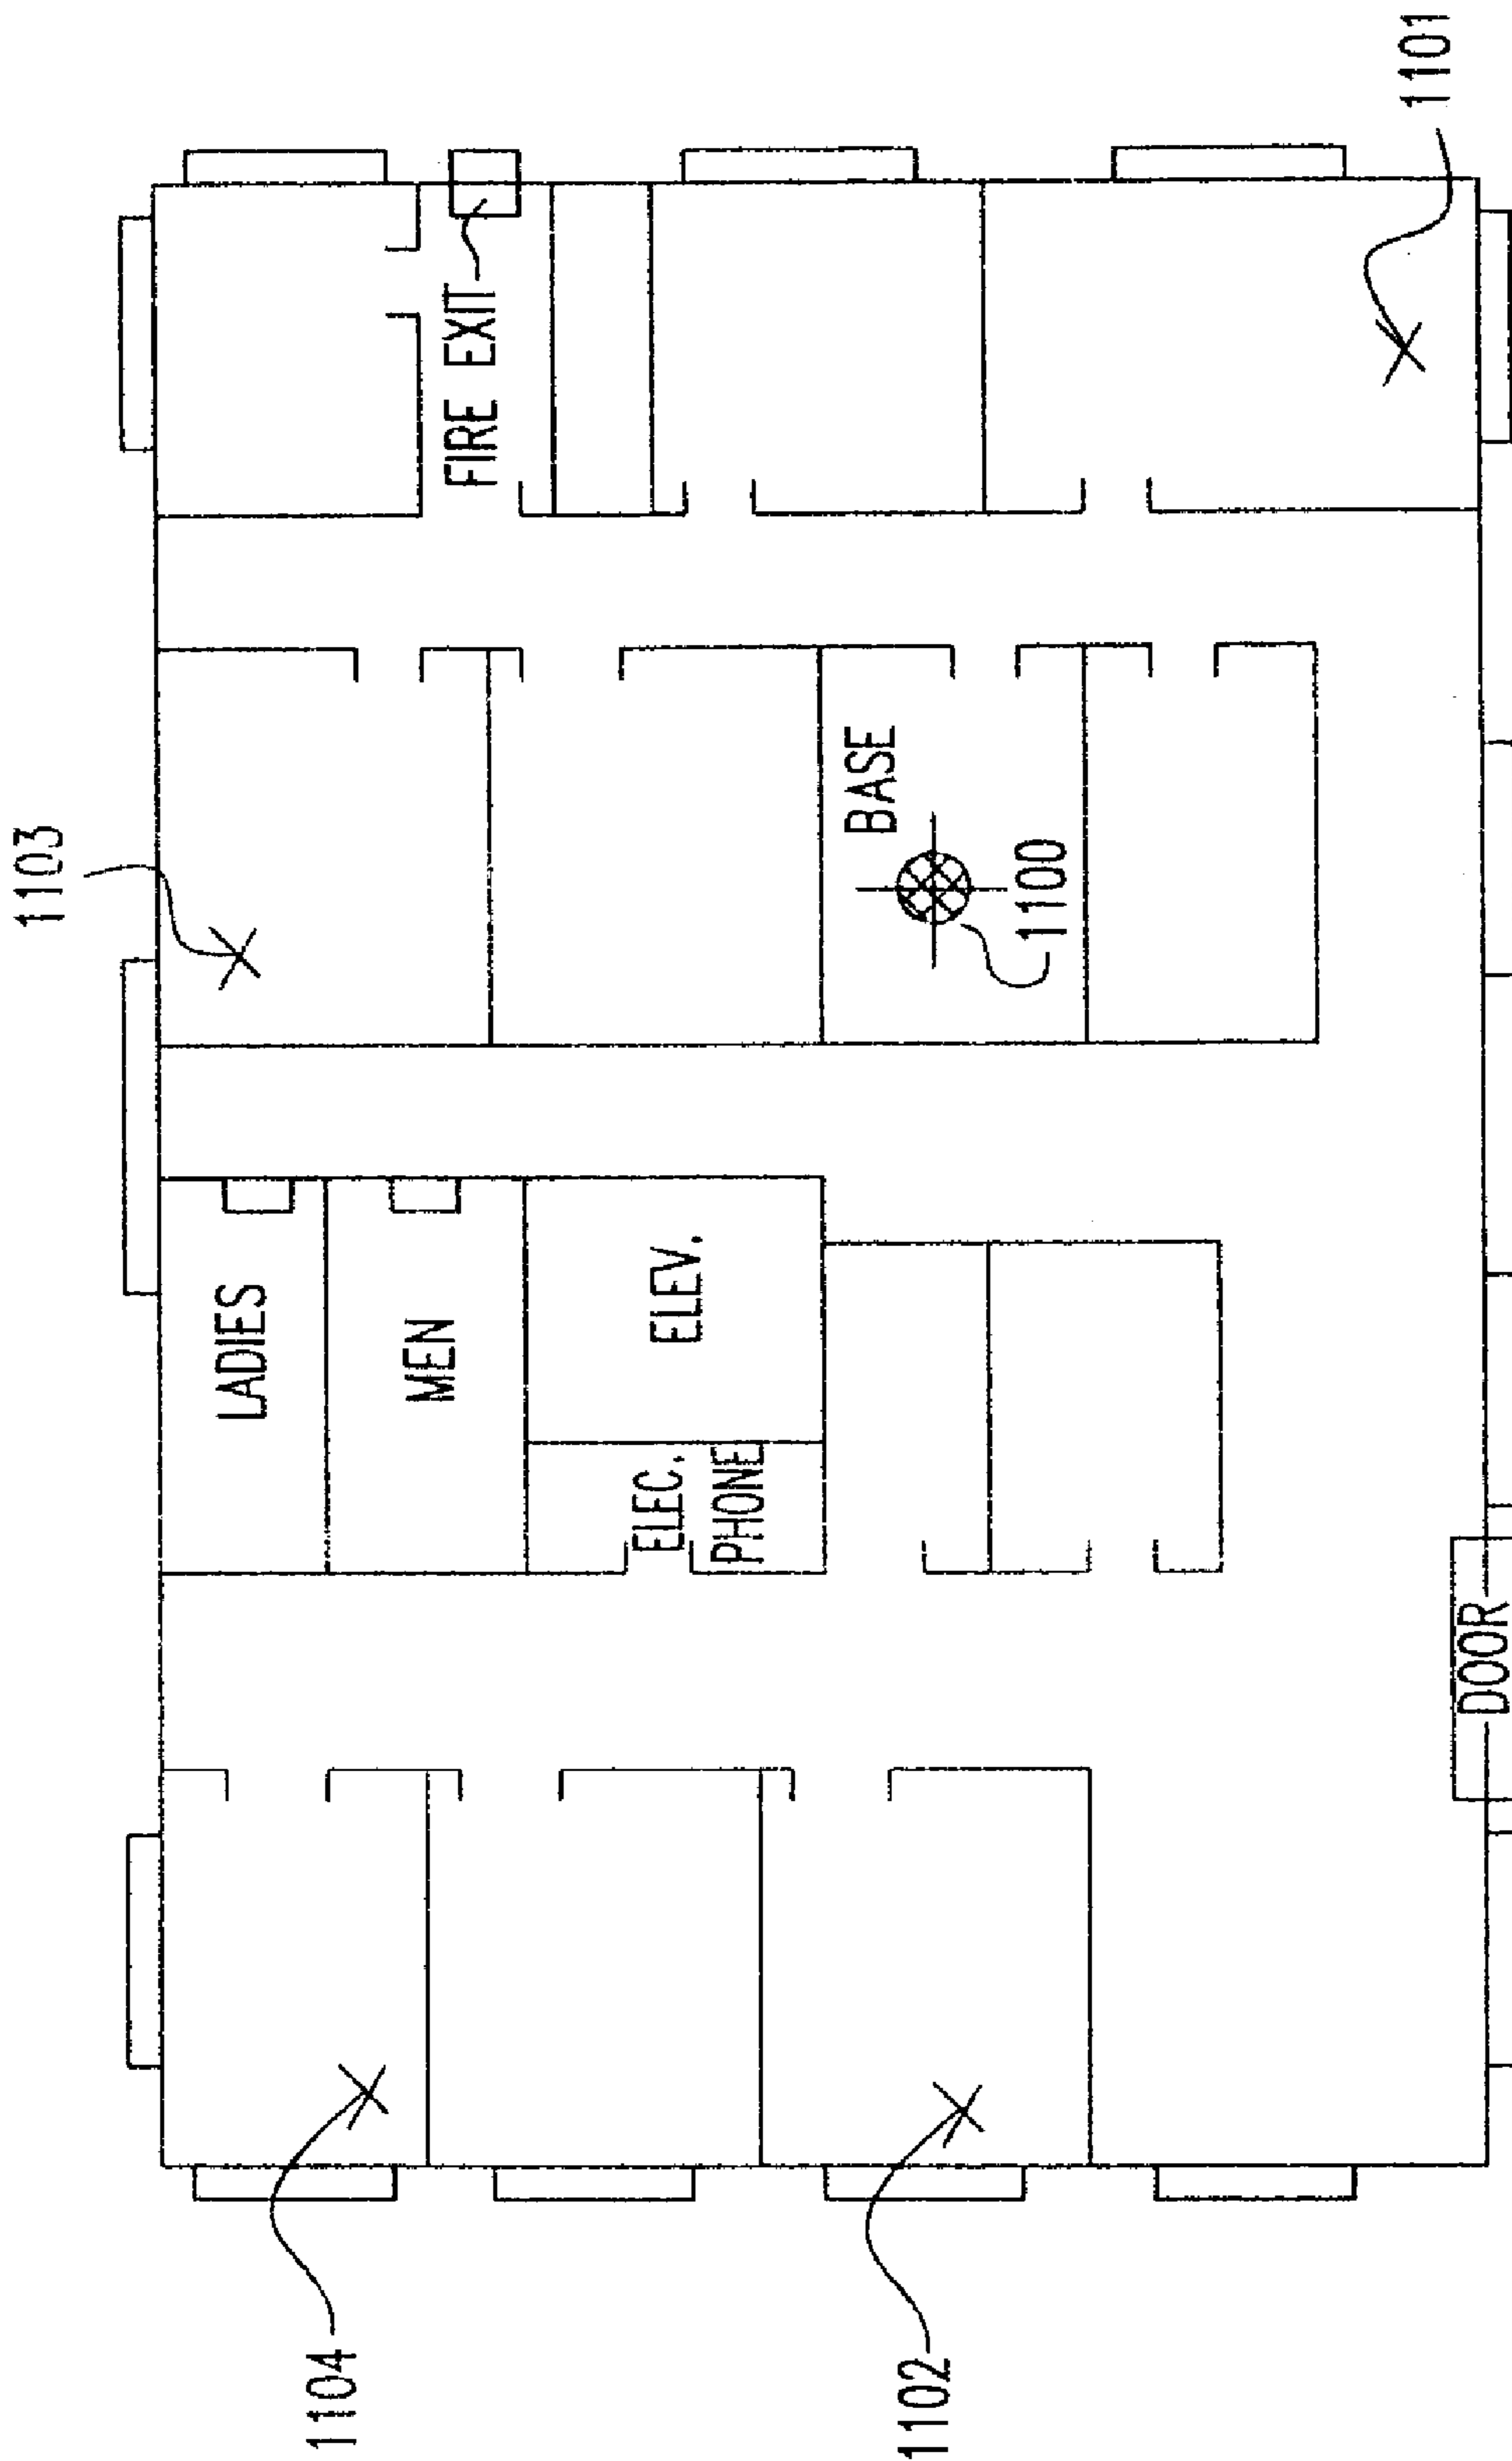 1104
1103
1101
LADIES
MEN
FIRE EXIT
ELEC.
PHONE
ELEV.
BASE
1102
1100
DOOR